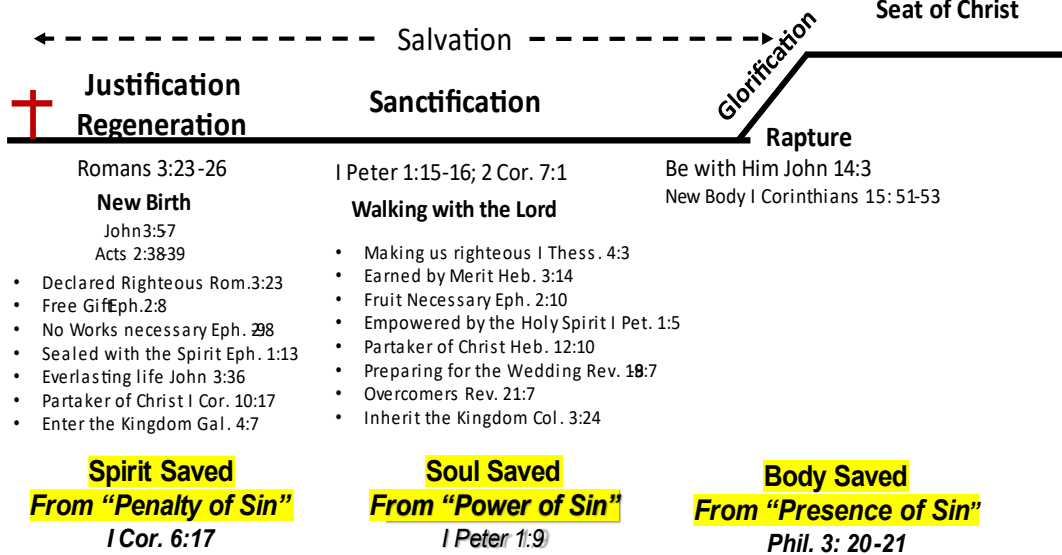 Seat of Christ
Salvation
Glorification
Justification
Regeneration
Romans 3:23-26
New Birth
John3:5-7
Acts 2:38-39
• Declared Righteous Rom.3:23
• Free Gift Eph.2:8
• No Works necessary Eph.
• Sealed with the Spirit Eph. 1:13
• Everlasting life John 3:36
• Partaker of Christ I Cor. 10:17
• Enter the Kingdom Gal. 4:7
Spirit Saved
From “Penalty of Sin”
I Cor. 6:17
Sanctification
I Peter 1:15-16; 2 Cor. 7:1
Walking with the Lord
• Making us righteous I Thess. 4:3
• Earned by Merit Heb. 3:14
• Fruit Necessary Eph. 2:10
• Empowered by the Holy Spirit I Pet. 1:5
• Partaker of Christ Heb. 12:10
• Preparing for the Wedding Rev.
• Overcomers Rev. 21:7
• Inherit the Kingdom Col. 3:24
Soul Saved
From “Power of Sin”
I Peter 1:9
Rapture
Be with Him John 14:3
New Body I Corinthians 15: 51-53
Body Saved
From “Presence of Sin”
Phil. 3: 20-21